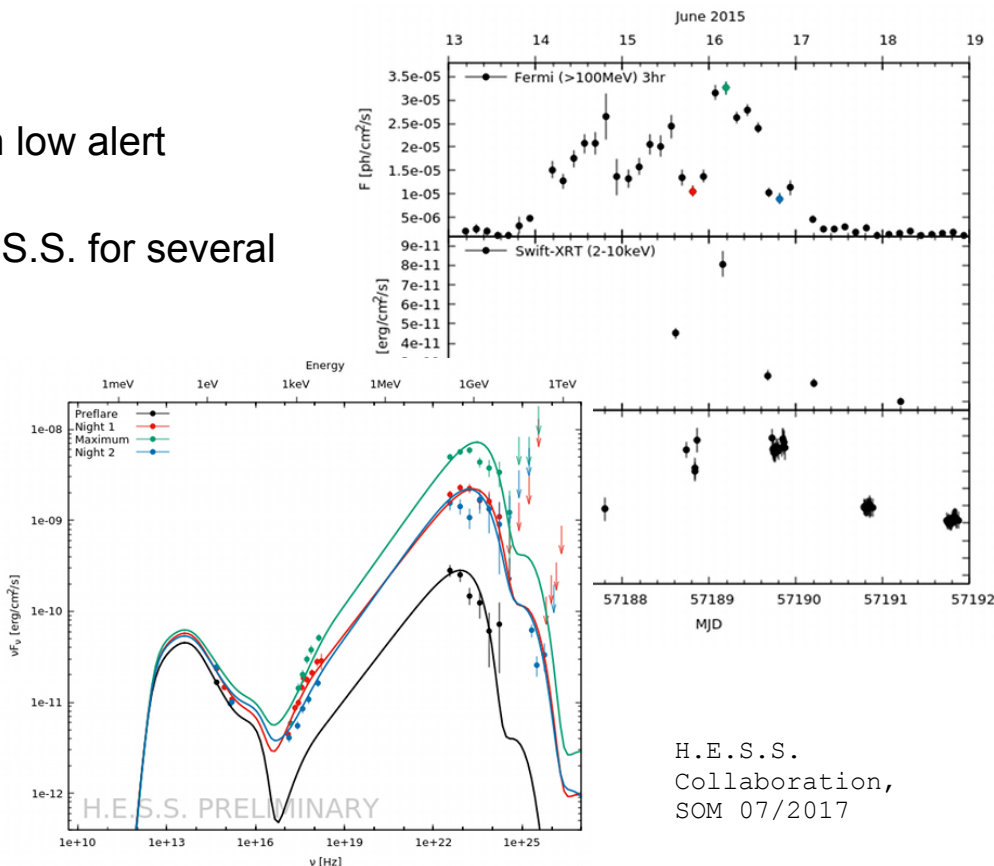 n low alert
.S.S. for several
June 2015
13 14 15 16 17 18 19
3.5e-05
3e-05
2.5e-05
2e-05
1.5e-05
1e-05
5e-06
F [ph/cm²/s]
Fermi (>100MeV) 3hr
9e-11
8e-11
7e-11
6e-11
5e-11
4e-11
[erg/cm²/s]
Swift-XRT (2-10keV)
57188 57189 57190 57191 57192
MJD
Energy
1meV 1eV 1keV 1MeV 1GeV 1TeV
Preflare
Night 1
Maximum
Night 2
1e-08
1e-09
1e-10
1e-11
1e-12
νFν [erg/cm²/s]
H.E.S.S. PRELIMINARY
1e+10 1e+13 1e+16 1e+19 1e+22 1e+25
ν [Hz]
H.E.S.S.
Collaboration,
SOM 07/2017